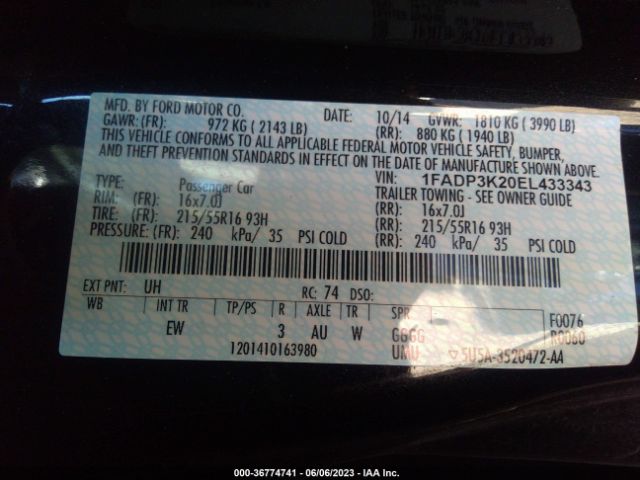 MFD. BY FORD MOTOR CO. DATE: 10/14 GVWR: 1810 KG ( 3990 LB)
GAWR: (FR): 972 KG ( 2143 LB) (RR): 880 KG ( 1940 LB)
THIS VEHICLE CONFORMS TO ALL APPLICABLE FEDERAL MOTOR VEHICLE SAFETY, BUMPER,
AND THEFT PREVENTION STANDARDS IN EFFECT ON THE DATE OF MANUFACTURE SHOWN ABOVE.
VIN: 1FADP3K20EL433343
TYPE: Passenger Car TRAILER TOWING - SEE OWNER GUIDE
RIM: (FR): 16x7.0J (RR): 16x7.0J
TIRE: (FR): 215/55R16 93H (RR): 215/55R16 93H
PRESSURE: (FR): 240 kPa/ 35 PSI COLD (RR): 240 kPa/ 35 PSI COLD
EXT PNT: UH RC: 74 DSO:
WB INT TR TP/PS R AXLE TR SPR F0076
EW 3 AU W GGGG R0080
1201410163980 UMU 5U5A-3520472-AA
000-36774741 / 06/06/2023 - IAA Inc.